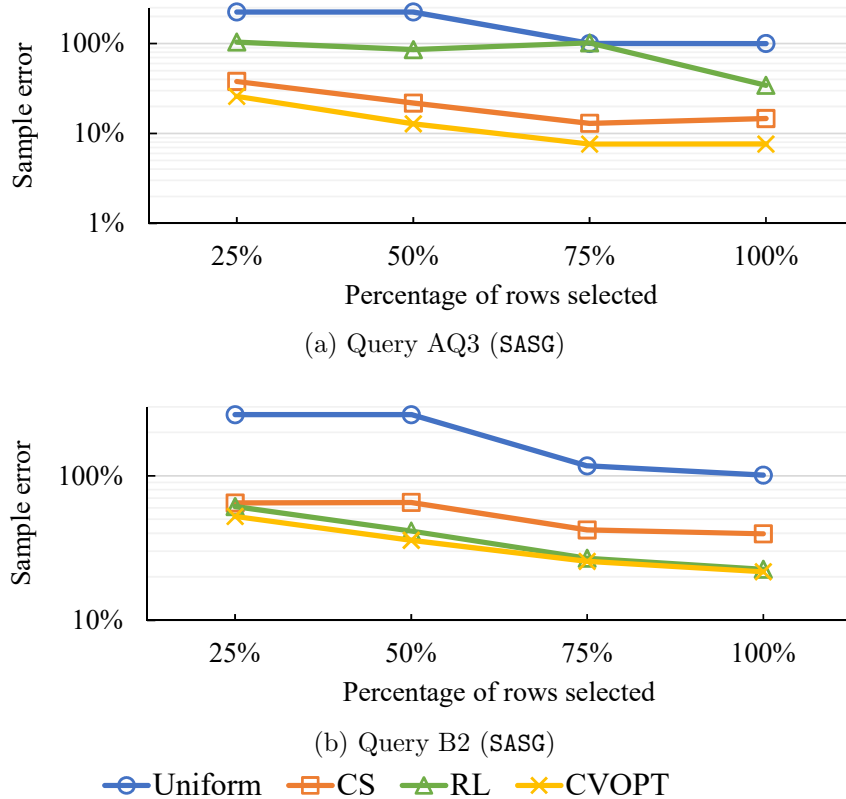 Sample error
100%
10%
1%
25% 50% 75% 100%
Percentage of rows selected
(a) Query AQ3 (SASG)
Sample error
100%
10%
25% 50% 75% 100%
Percentage of rows selected
(b) Query B2 (SASG)
Uniform CS RL CVOPT